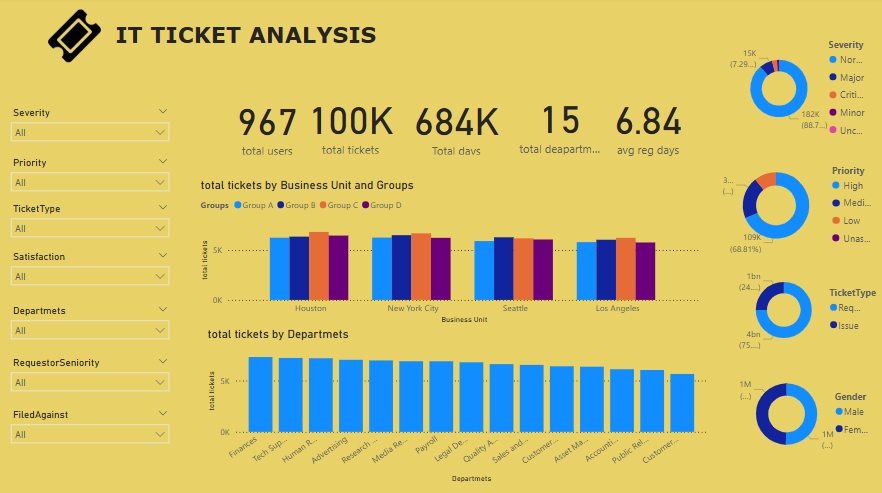 IT TICKET ANALYSIS
Severity
All
Priority
All
TicketType
All
Satisfaction
All
Departmets
All
RequestorSeniority
All
FiledAgainst
All
967
total users
100K
total tickets
684K
Total days
15
total deapartm...
6.84
avg reg days
total tickets by Business Unit and Groups
Groups Group A Group B Group C Group D
total tickets
5K
0K
Houston
New York City
Seattle
Los Angeles
Business Unit
total tickets by Departmets
total tickets
5K
0K
Finances
Tech Sup...
Human R...
Advertising
Research ...
Media Re...
Payroll
Legal De...
Quality A...
Sales and...
Customer...
Asset Ma...
Accounti...
Public Rel...
Customer...
Departmets
15K
(7.29...)
182K
(88.7...)
Severity
Nor...
Major
Criti...
Minor
Unc...
3...
(...)
109K
(68.81%)
Priority
High
Medi...
Low
Unas...
1bn
(24...)
4bn
(75...)
TicketType
Req...
Issue
1M
(...)
1M
(...)
Gender
Male
Fem...